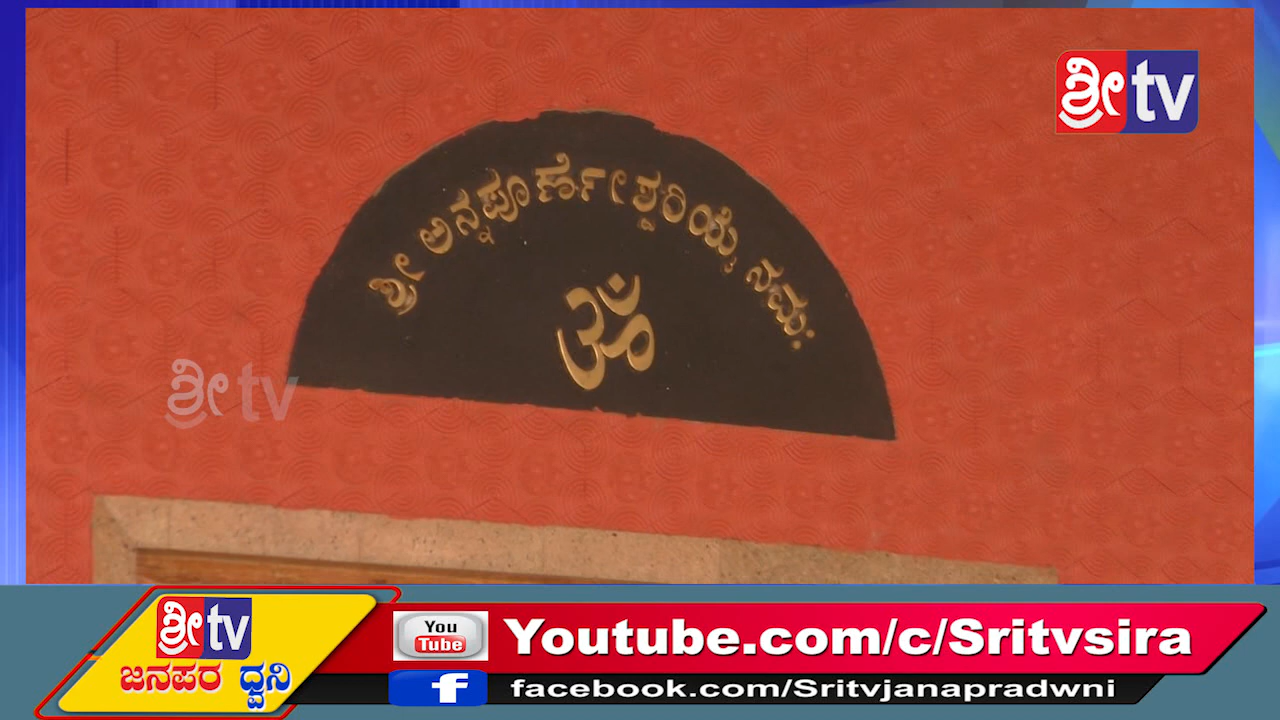 ಶ್ರೀ tv
ಶ್ರೀ ಅನ್ನಪೂರ್ಣೇಶ್ವರಿಯೈ ನಮಃ
ಓಂ
ಶ್ರೀ tv
ಶ್ರೀ tv
ಜನಪರ ಧ್ವನಿ
You
Tube
Youtube.com/c/Sritvsira
f
facebook.com/Sritvjanapradwni